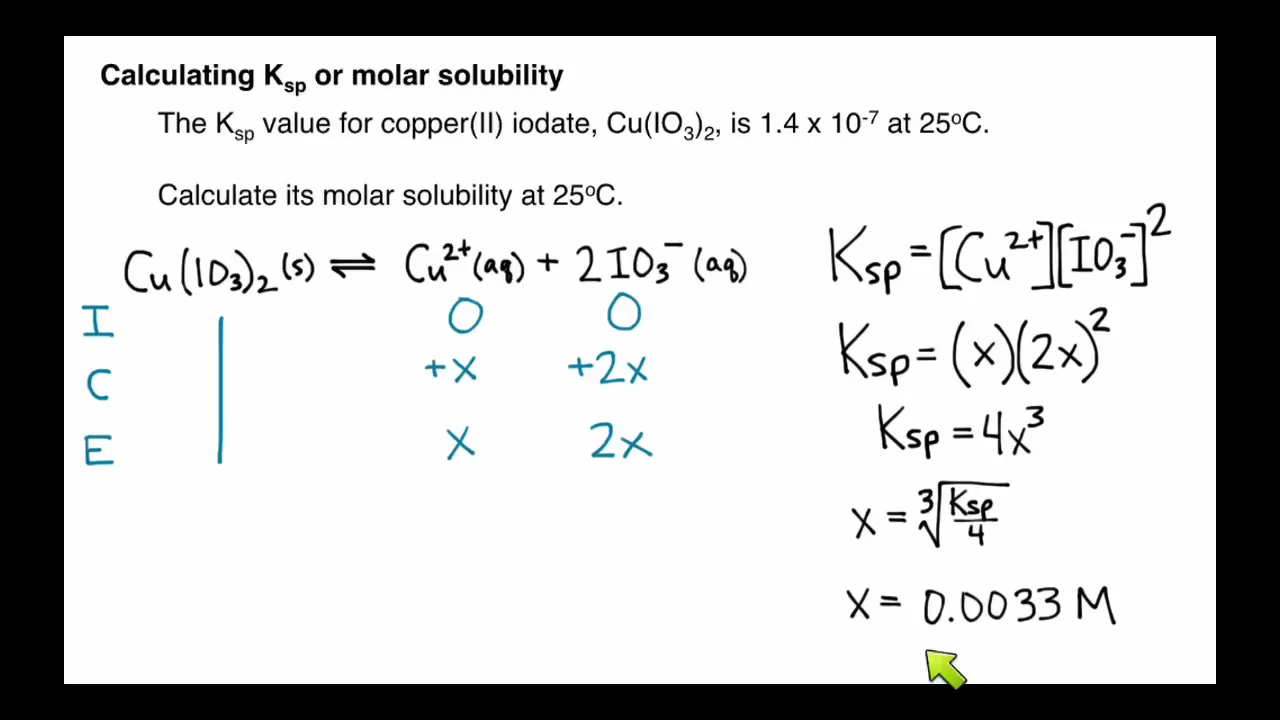 Calculating Ksp or molar solubility
The Ksp value for copper(II) iodate, Cu(IO3)2, is 1.4 x 10-7 at 25oC.
Calculate its molar solubility at 25oC.
Cu(IO3)2 (s) ⇌ Cu2+ (aq) + 2IO3− (aq)
I 0 0
C +x +2x
E x 2x
Ksp = [Cu2+][IO3−]2
Ksp = (x)(2x)2
Ksp = 4x3
x = 3√Ksp/4
x = 0.0033 M